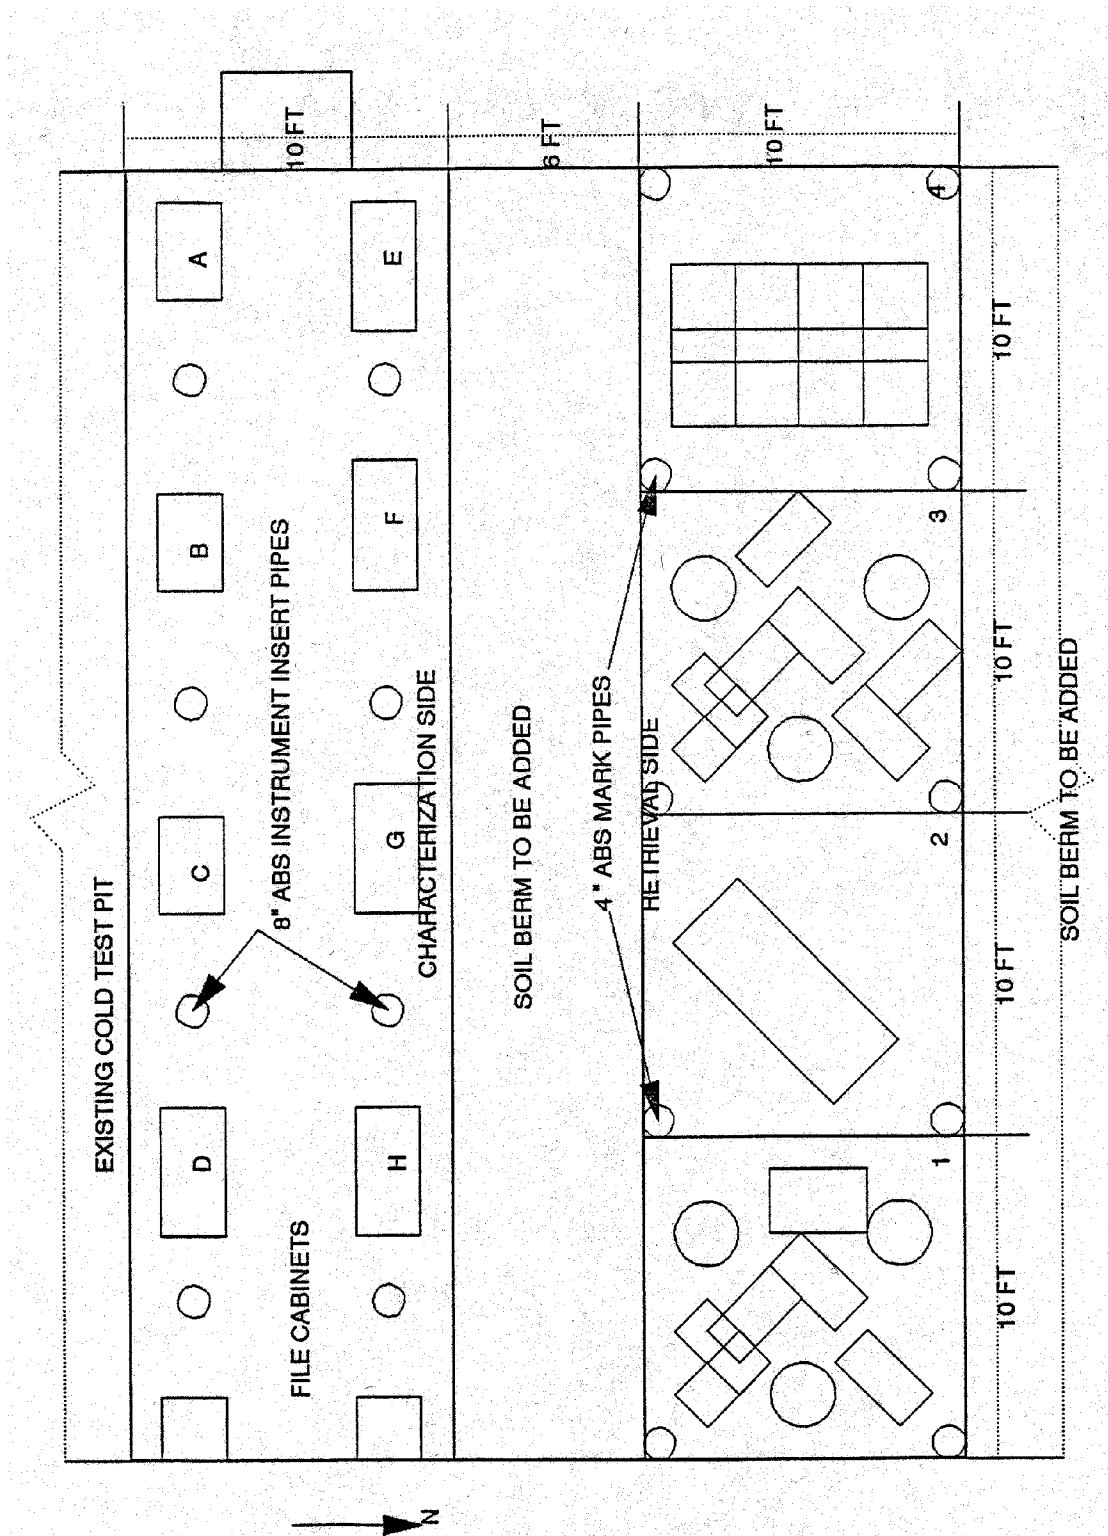 10 FT
6 FT
10 FT
A
E
4
B
F
3
C
G
2
D
H
1
10 FT
10 FT
10 FT
10 FT
EXISTING COLD TEST PIT
8" ABS INSTRUMENT INSERT PIPES
CHARACTERIZATION SIDE
SOIL BERM TO BE ADDED
4 " ABS MARK PIPES
RETRIEVAL SIDE
SOIL BERM TO BE ADDED
FILE CABINETS
N